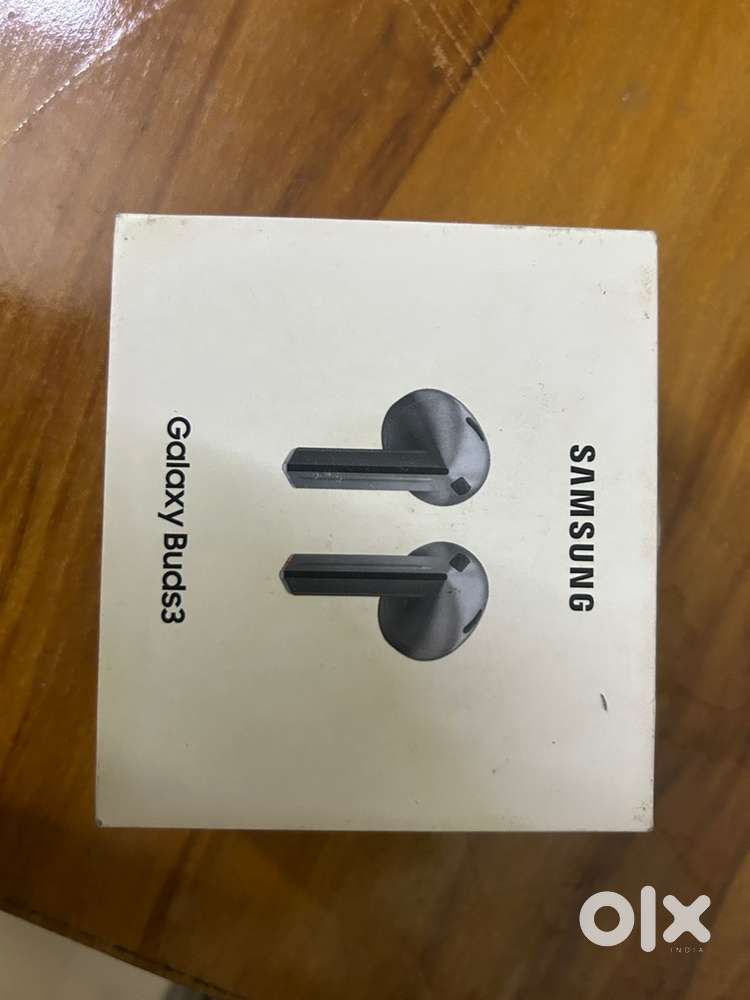 SAMSUNG
Galaxy Buds3
olx
INDIA